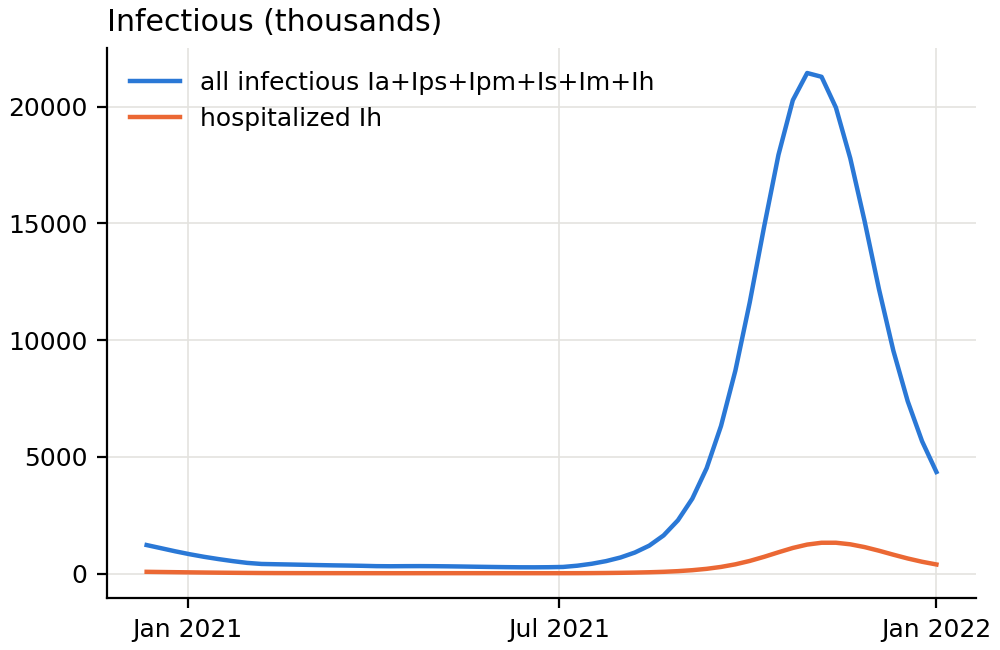 Infectious (thousands)
all infectious Ia+Ips+Ipm+Is+Im+Ih
hospitalized Ih
20000
15000
10000
5000
0
Jan 2021
Jul 2021
Jan 2022